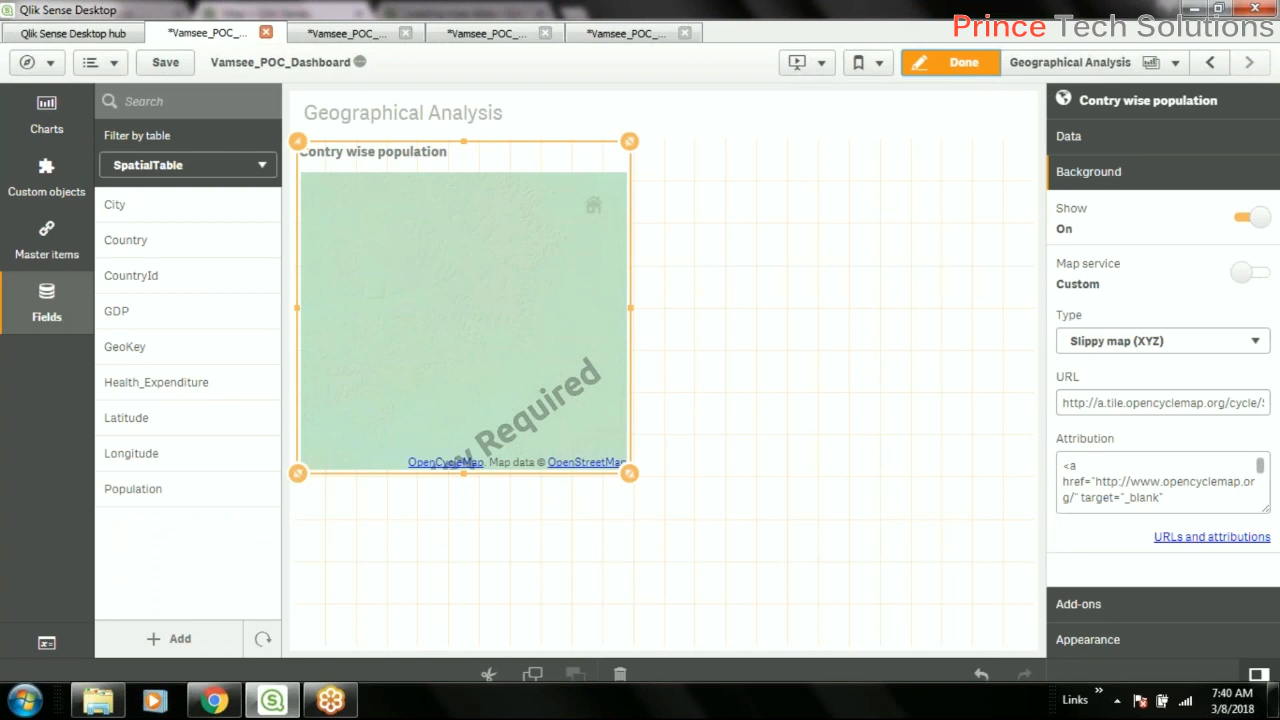 Qlik Sense Desktop
Prince Tech Solutions
Qlik Sense Desktop hub
*Vamsee_POC_...
*Vamsee_POC_...
*Vamsee_POC_...
*Vamsee_POC_...
Save
Vamsee_POC_Dashboard
Done
Geographical Analysis
Charts
Custom objects
Master items
Fields
Search
Filter by table
SpatialTable
City
Country
CountryId
GDP
GeoKey
Health_Expenditure
Latitude
Longitude
Population
Add
Geographical Analysis
Contry wise population
Required
OpenCycleMap. Map data © OpenStreetMap
Contry wise population
Data
Background
Show
On
Map service
Custom
Type
Slippy map (XYZ)
URL
http://a.tile.opencyclemap.org/cycle/$
Attribution
<a
href="http://www.opencyclemap.or
g/" target="_blank"
URLs and attributions
Add-ons
Appearance
Links
7:40 AM
3/8/2018